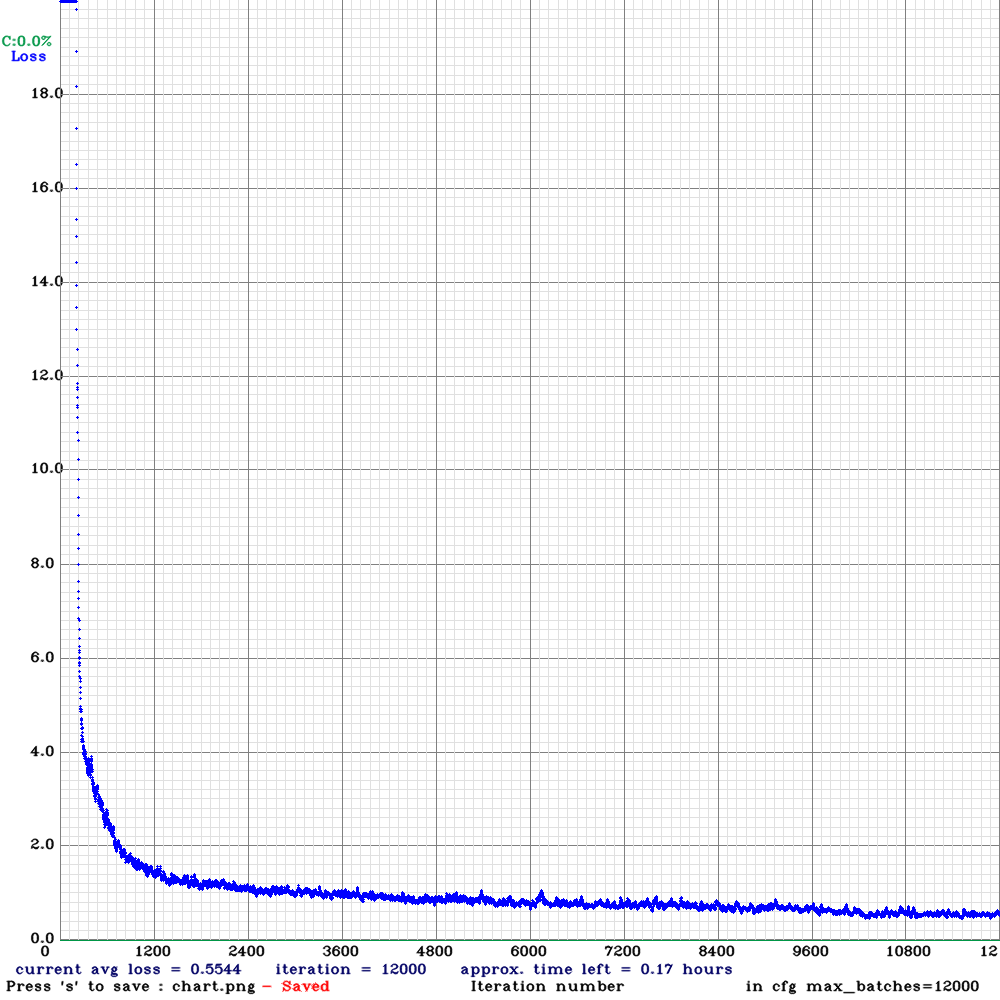 C:0.0%
Loss
18.0
16.0
14.0
12.0
10.0
8.0
6.0
4.0
2.0
0.0
0 1200 2400 3600 4800 6000 7200 8400 9600 10800 12
current avg loss = 0.5544 iteration = 12000 approx. time left = 0.17 hours
Press 's' to save : chart.png - Saved Iteration number in cfg max_batches=12000